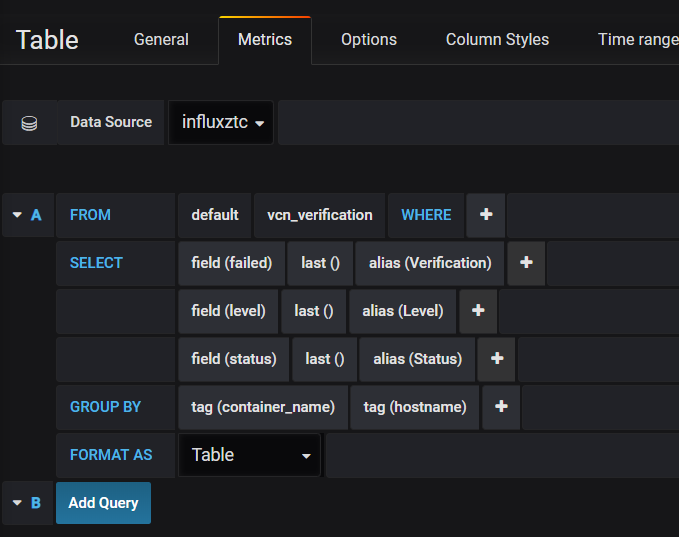 Table General Metrics Options Column Styles Time range
Data Source influxztc
A FROM default vcn_verification WHERE +
SELECT field (failed) last () alias (Verification) +
field (level) last () alias (Level) +
field (status) last () alias (Status) +
GROUP BY tag (container_name) tag (hostname) +
FORMAT AS Table
B Add Query